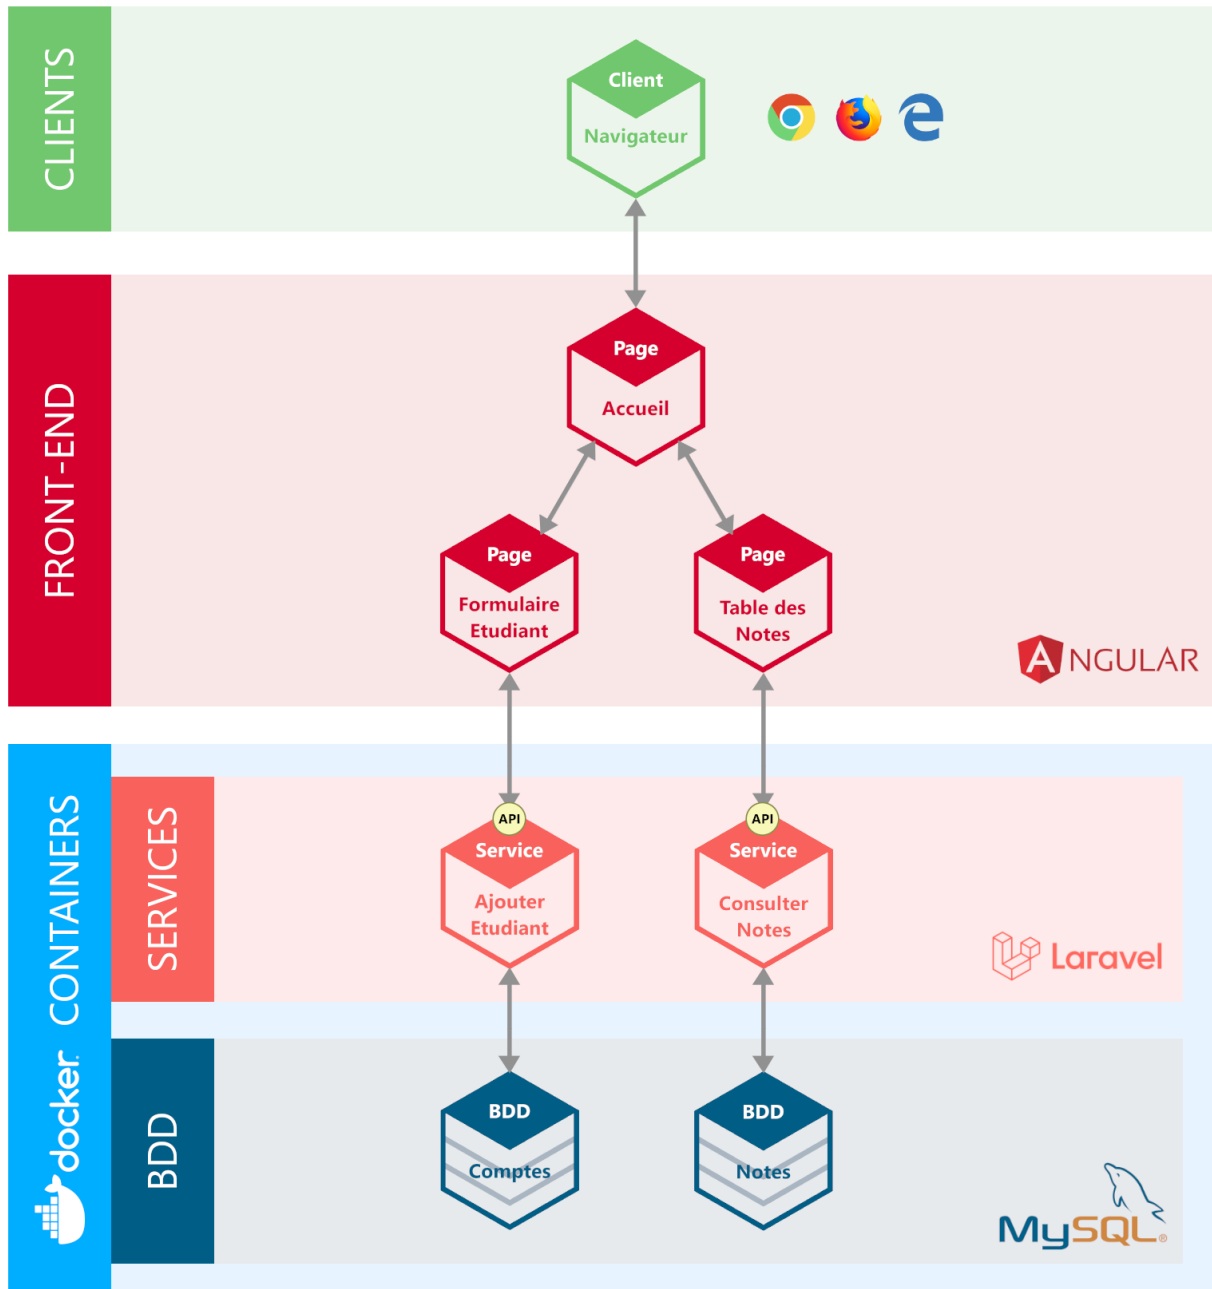 CLIENTS
Client
Navigateur
FRONT-END
Page
Accueil
Page
Formulaire
Etudiant
Page
Table des
Notes
ANGULAR
CONTAINERS
docker
SERVICES
API
Service
Ajouter
Etudiant
API
Service
Consulter
Notes
Laravel
BDD
BDD
Comptes
BDD
Notes
MySQL®